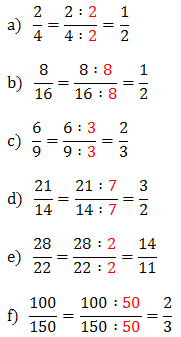 a) 2/4 = 2 : 2/4 : 2 = 1/2
b) 8/16 = 8 : 8/16 : 8 = 1/2
c) 6/9 = 6 : 3/9 : 3 = 2/3
d) 21/14 = 21 : 7/14 : 7 = 3/2
e) 28/22 = 28 : 2/22 : 2 = 14/11
f) 100/150 = 100 : 50/150 : 50 = 2/3